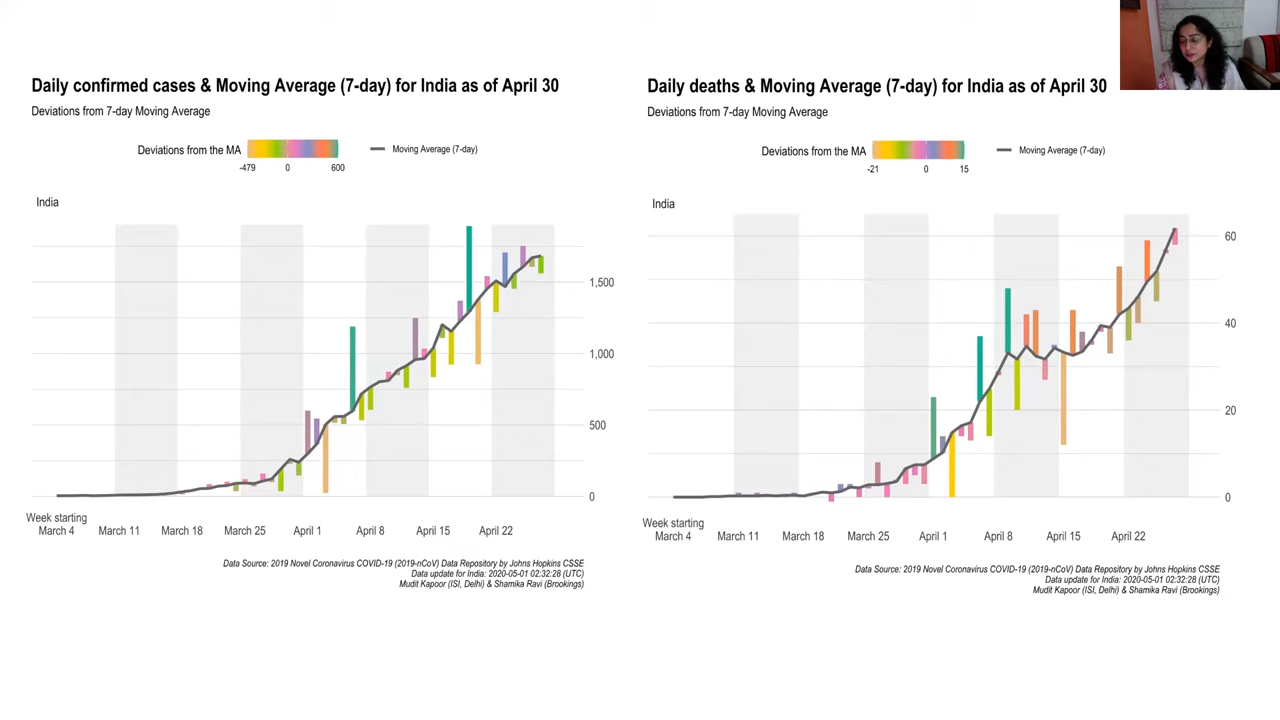 Daily confirmed cases & Moving Average (7-day) for India as of April 30
Deviations from 7-day Moving Average
Deviations from the MA
-479 0 600
Moving Average (7-day)
India
1,500
1,000
500
0
Week starting
March 4 March 11 March 18 March 25 April 1 April 8 April 15 April 22
Data Source: 2019 Novel Coronavirus COVID-19 (2019-nCoV) Data Repository by Johns Hopkins CSSE
Data update for India: 2020-05-01 02:32:28 (UTC)
Mudit Kapoor (ISI, Delhi) & Shamika Ravi (Brookings)
Daily deaths & Moving Average (7-day) for India as of April 30
Deviations from 7-day Moving Average
Deviations from the MA
-21 0 15
Moving Average (7-day)
India
60
40
20
0
Week starting
March 4 March 11 March 18 March 25 April 1 April 8 April 15 April 22
Data Source: 2019 Novel Coronavirus COVID-19 (2019-nCoV) Data Repository by Johns Hopkins CSSE
Data update for India: 2020-05-01 02:32:28 (UTC)
Mudit Kapoor (ISI, Delhi) & Shamika Ravi (Brookings)